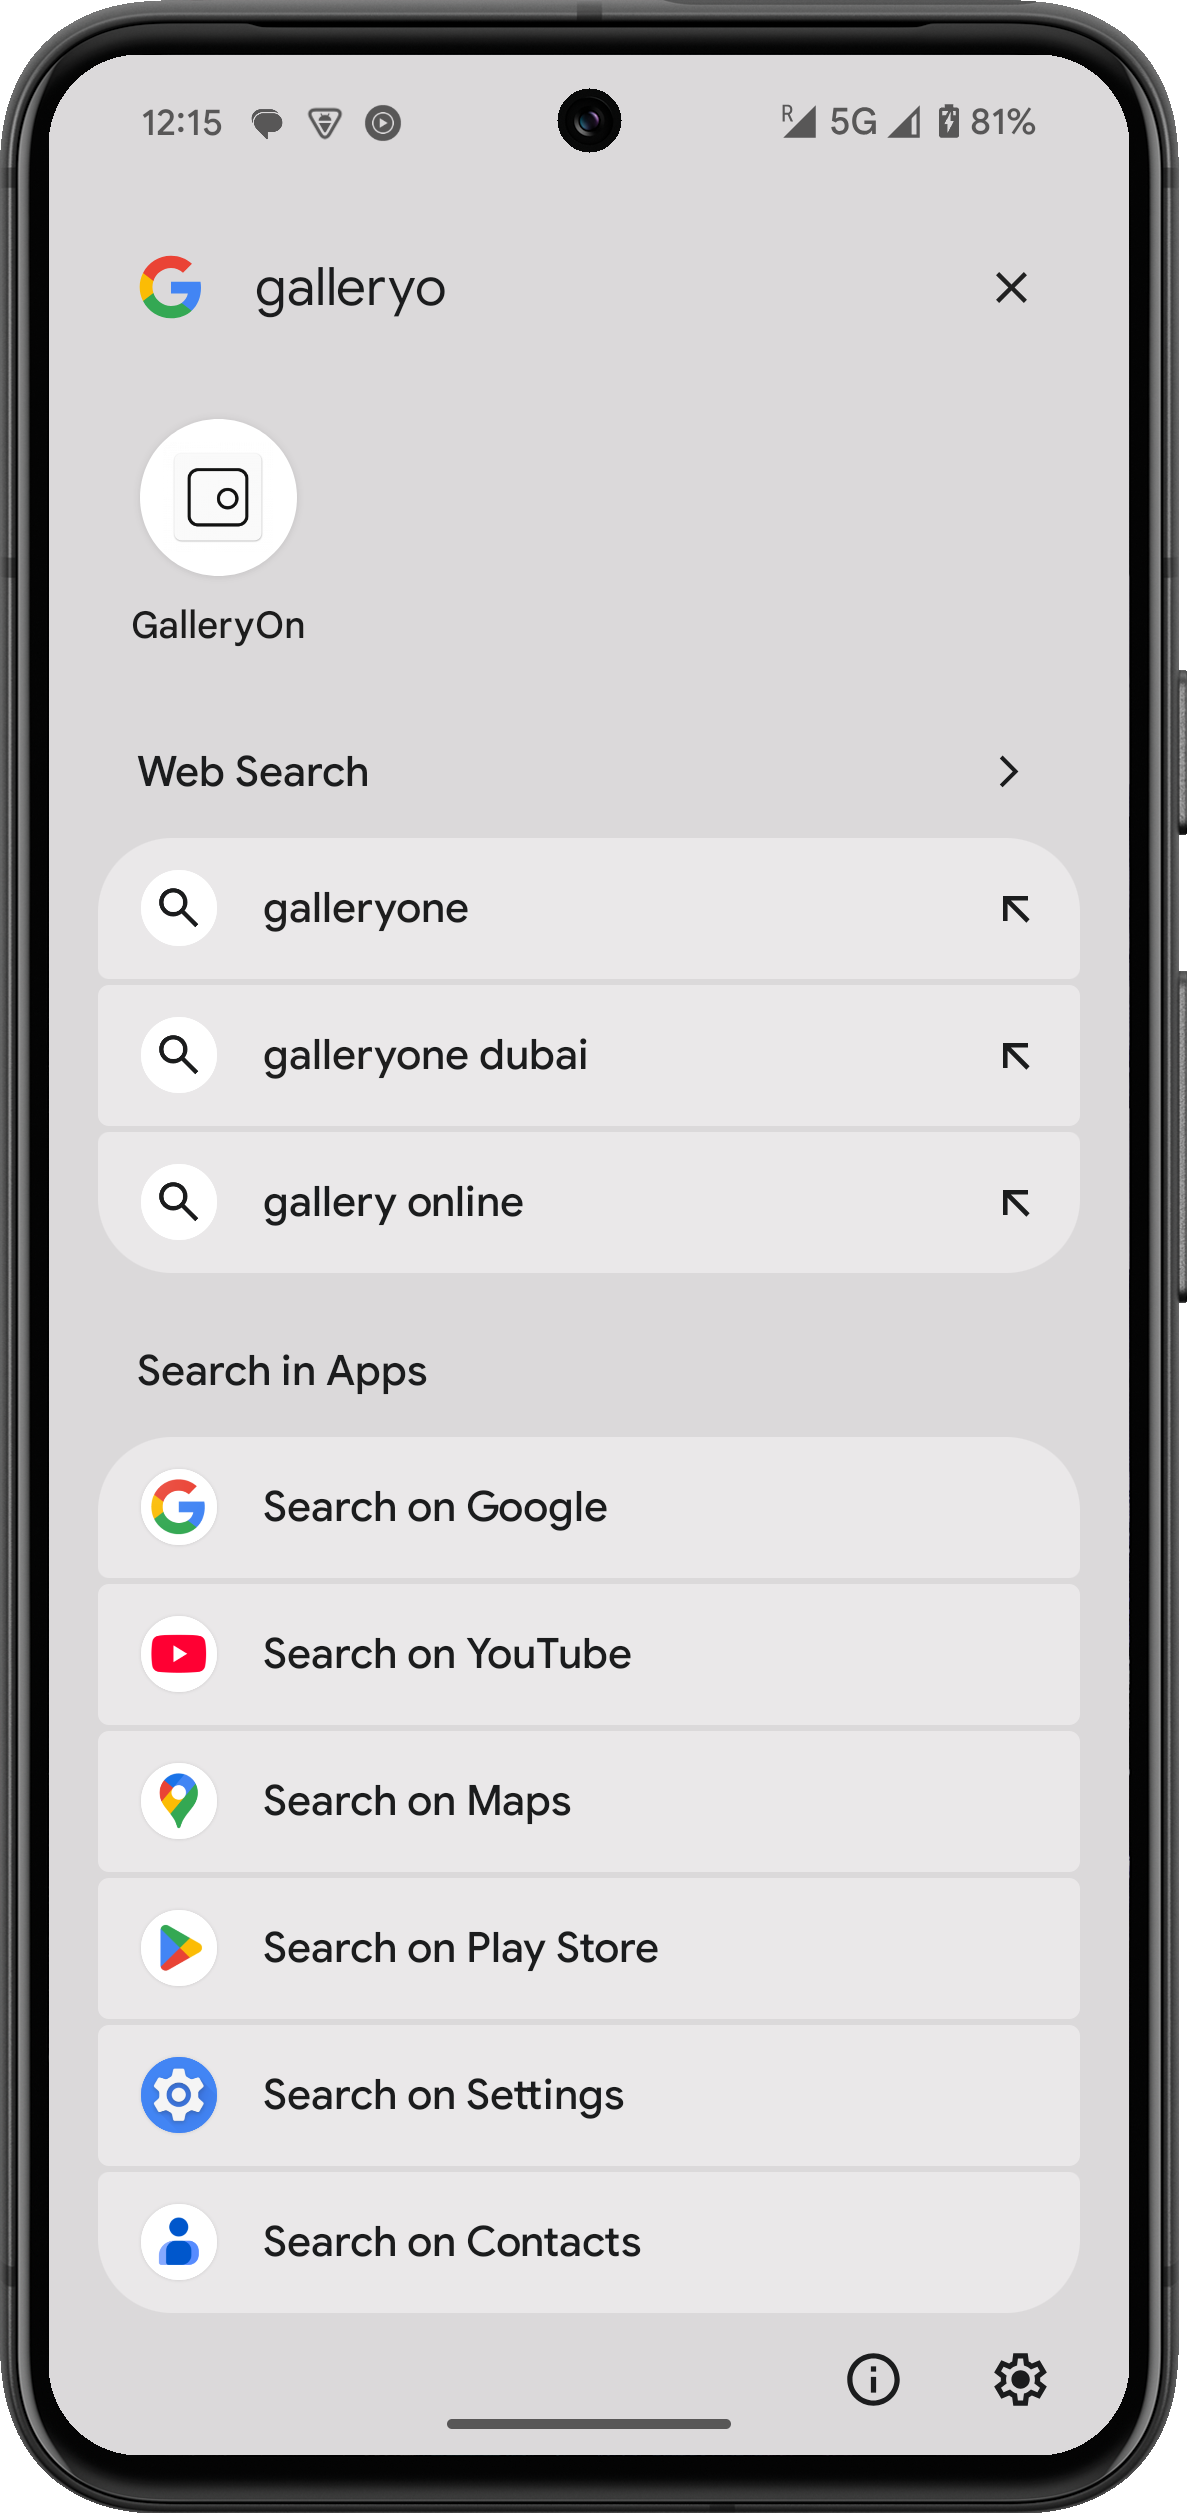 12:15
R 5G 81%
galleryo
GalleryOn
Web Search
galleryone
galleryone dubai
gallery online
Search in Apps
Search on Google
Search on YouTube
Search on Maps
Search on Play Store
Search on Settings
Search on Contacts